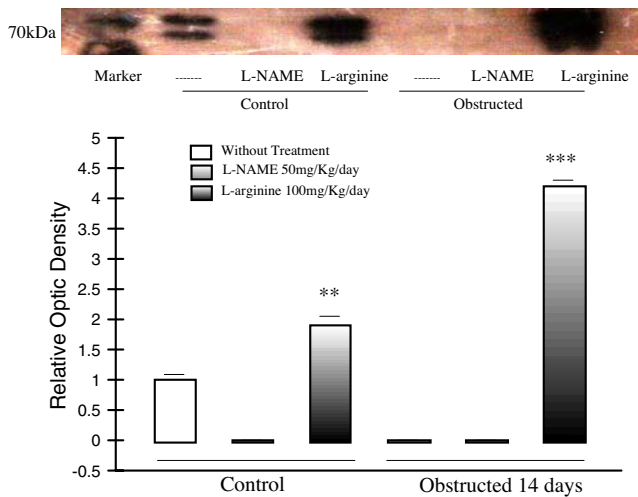 70kDa
Marker ------- L-NAME L-arginine ------- L-NAME L-arginine
Control Obstructed
5
4.5
4
3.5
3
2.5
2
1.5
1
0.5
0
-0.5
Relative Optic Density
Without Treatment
L-NAME 50mg/Kg/day
L-arginine 100mg/Kg/day
**
***
Control Obstructed 14 days